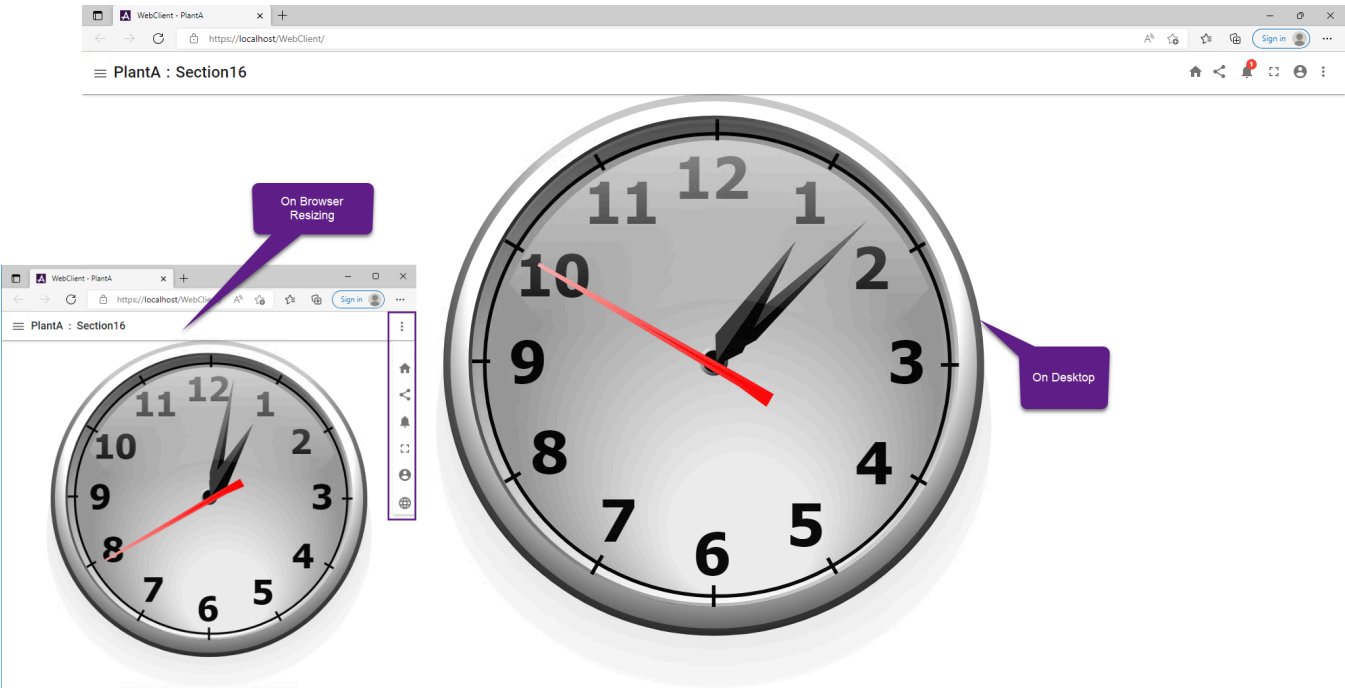 WebClient - PlantA
https://localhost/WebClient/
Sign in
PlantA : Section16
1
12
1
2
3
4
5
6
7
8
9
10
11
On Desktop
On Browser
Resizing
WebClient - PlantA
https://localhost/WebClie
Sign in
PlantA : Section16
12
1
2
3
4
5
6
7
8
9
10
11